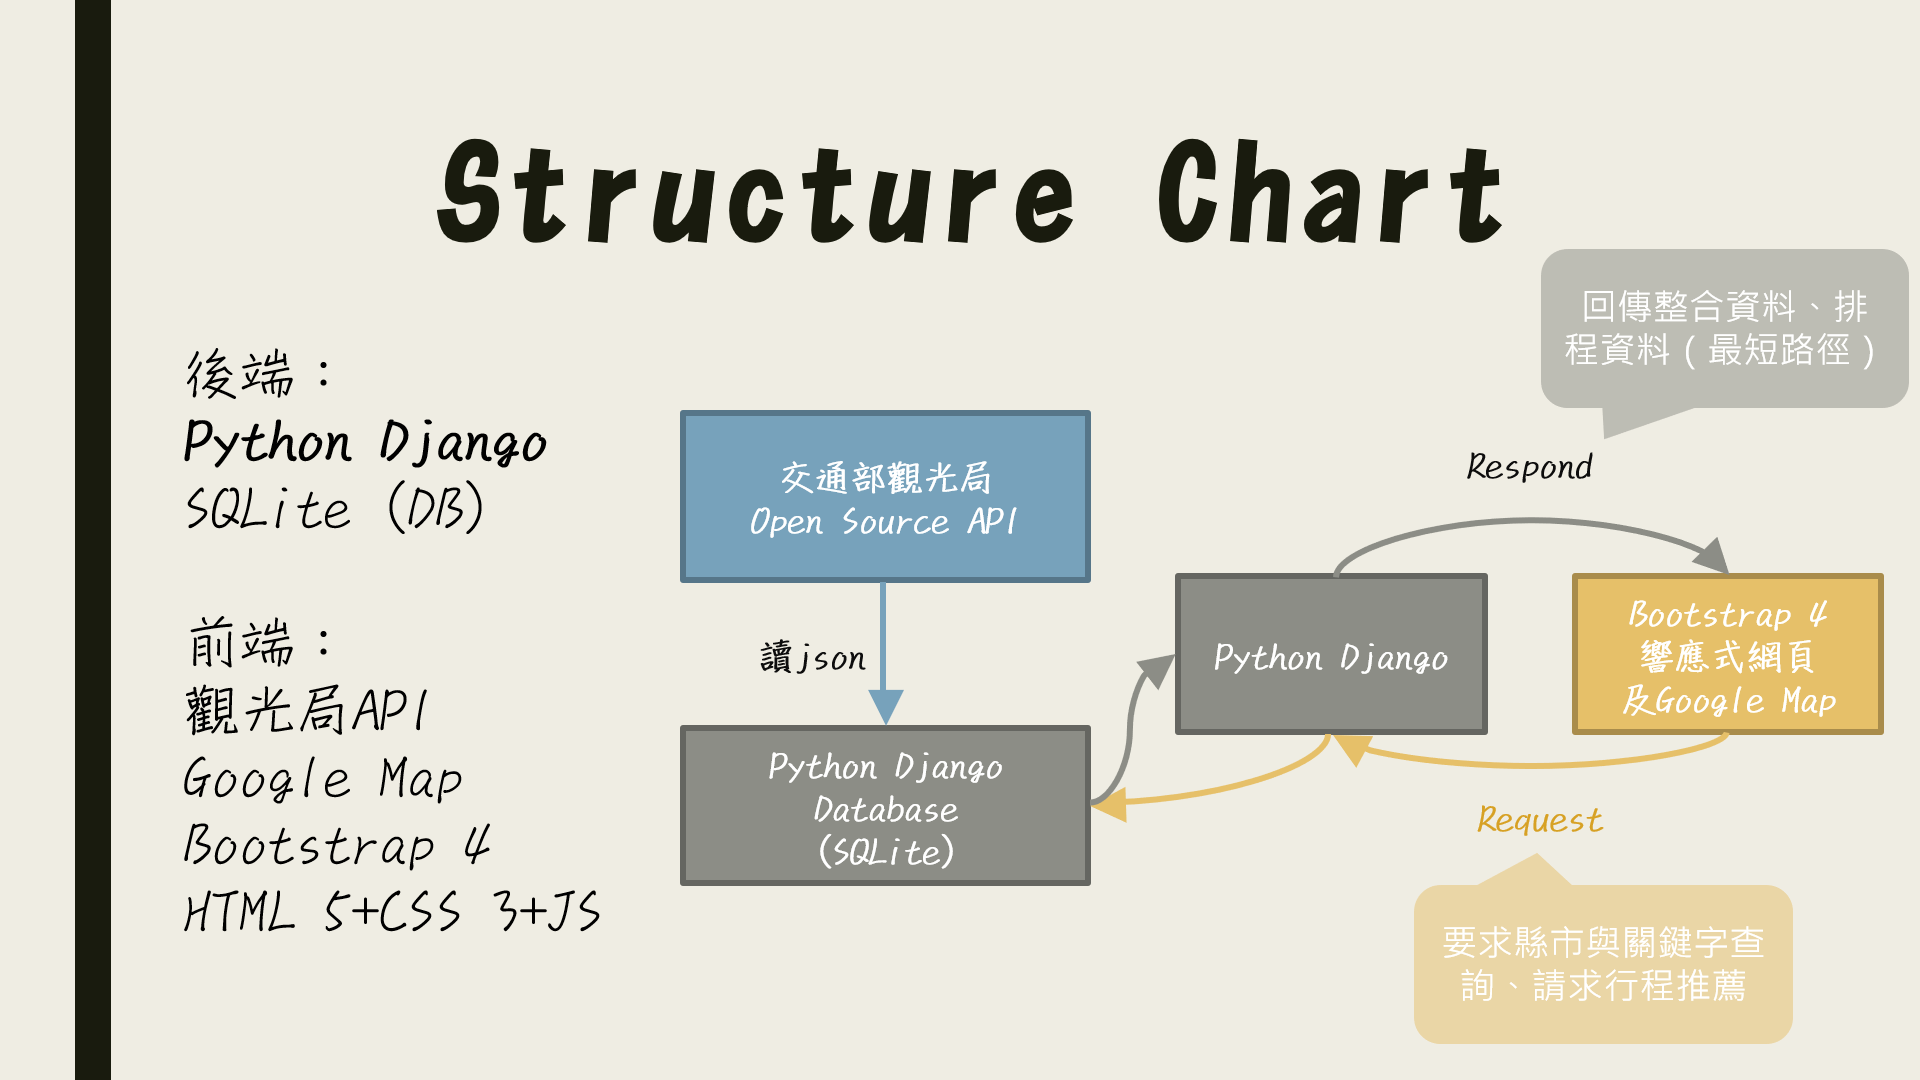 Structure Chart
後端：
Python Django
SQLite (DB)
前端：
觀光局API
Google Map
Bootstrap 4
HTML 5+CSS 3+JS
交通部觀光局
Open Source API
讀json
Python Django
Database
(SQLite)
Python Django
Respond
回傳整合資料、排
程資料（最短路徑）
Bootstrap 4
響應式網頁
及Google Map
Request
要求縣市與關鍵字查
詢、請求行程推薦